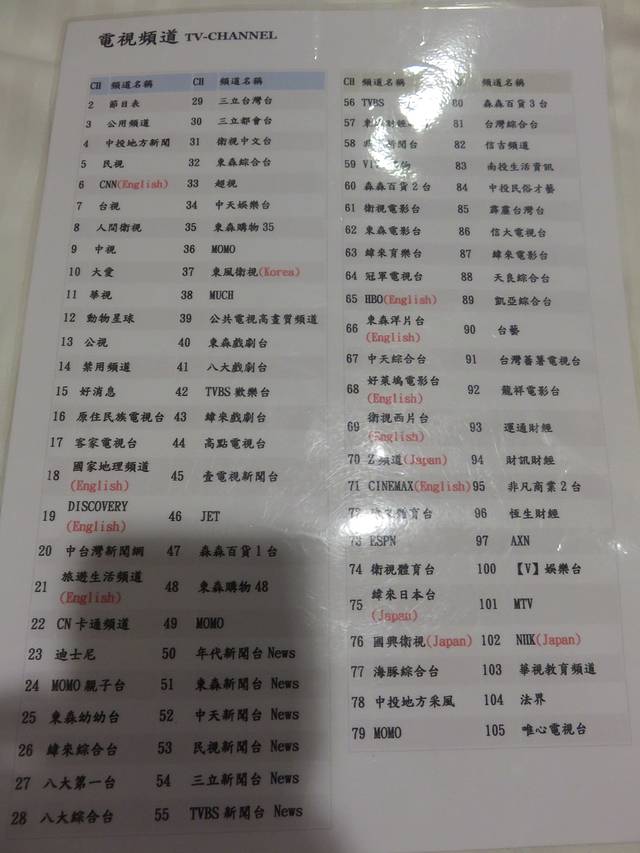 電視頻道 TV-CHANNEL
CH 頻道名稱 CH 頻道名稱
2 節目表 29 三立台灣台
3 公用頻道 30 三立都會台
4 中投地方新聞 31 衛視中文台
5 民視 32 東森綜合台
6 CNN(English) 33 超視
7 台視 34 中天娛樂台
8 人間衛視 35 東森購物 35
9 中視 36 MOMO
10 大愛 37 東風衛視(Korea)
11 華視 38 MUCH
12 動物星球 39 公共電視高畫質頻道
13 公視 40 東森戲劇台
14 禁用頻道 41 八大戲劇台
15 好消息 42 TVBS 歡樂台
16 原住民族電視台 43 緯來戲劇台
17 客家電視台 44 高點電視台
18 國家地理頻道 (English) 45 壹電視新聞台
19 DISCOVERY (English) 46 JET
20 中台灣新聞網 47 森森百貨 1 台
21 旅遊生活頻道 (English) 48 東森購物 48
22 CN 卡通頻道 49 MOMO
23 迪士尼 50 年代新聞台 News
24 MOMO 親子台 51 東森新聞台 News
25 東森幼幼台 52 中天新聞台 News
26 緯來綜合台 53 民視新聞台 News
27 八大第一台 54 三立新聞台 News
28 八大綜合台 55 TVBS 新聞台 News
CH 頻道名稱 頻道名稱
56 TVBS 80 森森百貨 3 台
57 81 台灣綜合台
58 82 信吉頻道
59 83 南投生活資訊
60 森森百貨 2 台 84 中投民俗才藝
61 衛視電影台 85 霹靂台灣台
62 東森電影台 86 信大電視台
63 緯來育樂台 87 緯來電影台
64 冠軍電視台 88 天良綜合台
65 HBO(English) 89 凱亞綜合台
66 東森洋片台 (English) 90 台藝
67 中天綜合台 91 台灣蕃薯電視台
68 好萊塢電影台 (English) 92 龍祥電影台
69 衛視西片台 (English) 93 運通財經
70 Z 頻道(Japan) 94 財訊財經
71 CINEMAX(English) 95 非凡商業 2 台
72 育台 96 恆生財經
73 ESPN 97 AXN
74 衛視體育台 100 【V】娛樂台
75 緯來日本台 (Japan) 101 MTV
76 國興衛視(Japan) 102 NHK(Japan)
77 海豚綜合台 103 華視教育頻道
78 中投地方采風 104 法界
79 MOMO 105 唯心電視台